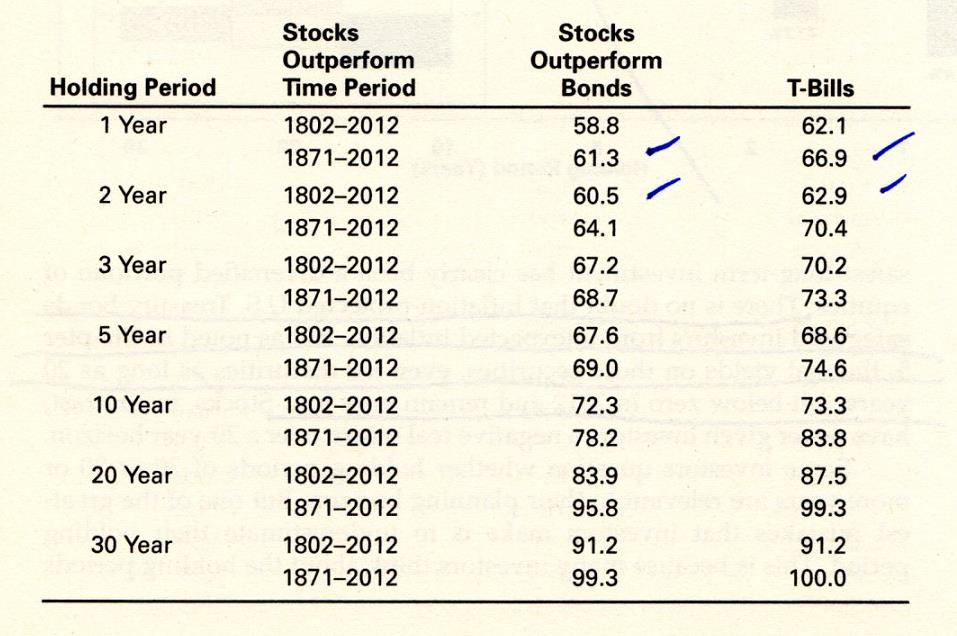 Stocks Stocks
Outperform Outperform
Holding Period Time Period Bonds T-Bills
1 Year 1802–2012 58.8 62.1
1871–2012 61.3 66.9
2 Year 1802–2012 60.5 62.9
1871–2012 64.1 70.4
3 Year 1802–2012 67.2 70.2
1871–2012 68.7 73.3
5 Year 1802–2012 67.6 68.6
1871–2012 69.0 74.6
10 Year 1802–2012 72.3 73.3
1871–2012 78.2 83.8
20 Year 1802–2012 83.9 87.5
1871–2012 95.8 99.3
30 Year 1802–2012 91.2 91.2
1871–2012 99.3 100.0